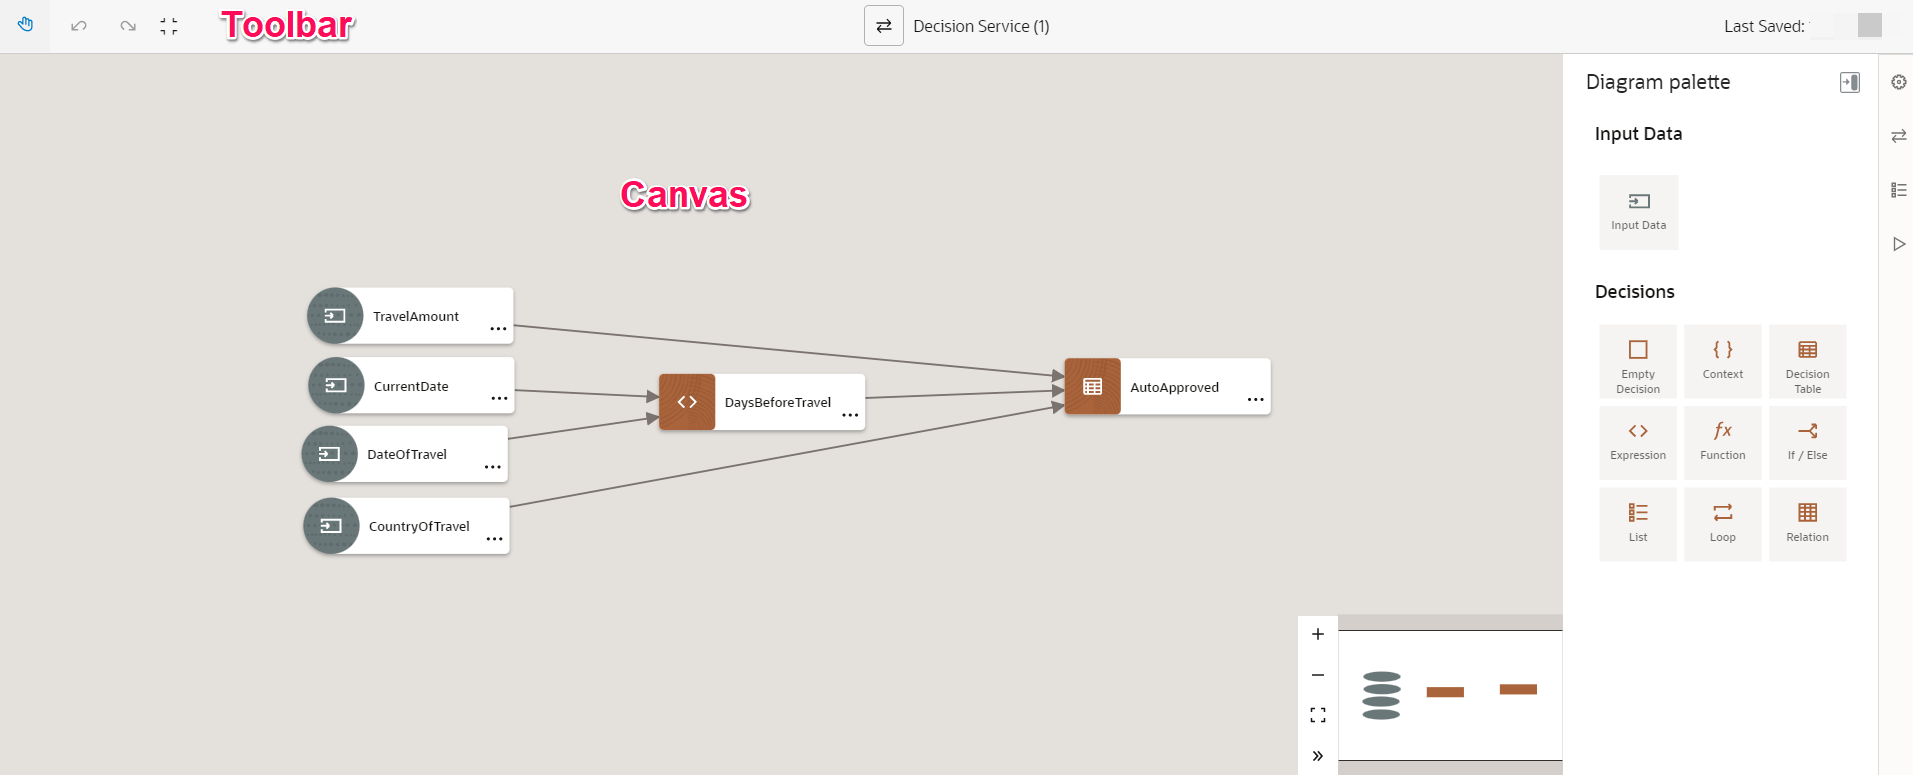 Toolbar
Decision Service (1)
Last Saved:
Diagram palette
Input Data
Input Data
Decisions
Empty
Decision
Context
Decision
Table
Expression
Function
If / Else
List
Loop
Relation
Canvas
TravelAmount
CurrentDate
DateOfTravel
CountryOfTravel
DaysBeforeTravel
AutoApproved